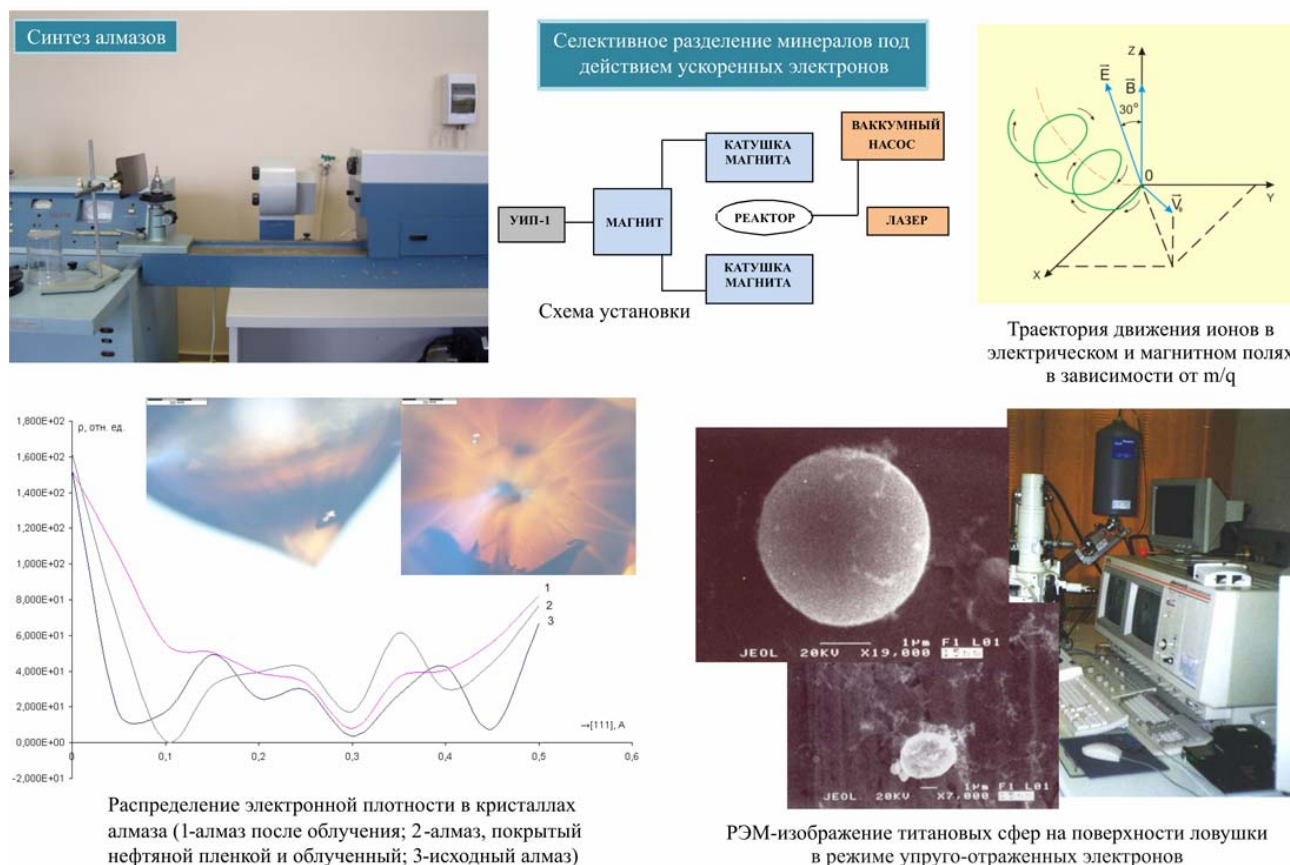 Синтез алмазов
Селективное разделение минералов под
действием ускоренных электронов
УИП-1
МАГНИТ
КАТУШКА
МАГНИТА
РЕАКТОР
КАТУШКА
МАГНИТА
ВАККУМНЫЙ
НАСОС
ЛАЗЕР
Схема установки
Z
E
B
30°
0
V
Y
X
Траектория движения ионов в
электрическом и магнитном полях
в зависимости от m/q
ρ, отн. ед.
1,800E+02
1,600E+02
1,400E+02
1,200E+02
1,000E+02
8,000E+01
6,000E+01
4,000E+01
2,000E+01
0,000E+00
-2,000E+01
0
0,1
0,2
0,3
0,4
0,5
0,6
1
2
3
→[111], A
Распределение электронной плотности в кристаллах
алмаза (1-алмаз после облучения; 2-алмаз, покрытый
нефтяной пленкой и облученный; 3-исходный алмаз)
1μm F1 L01
JEOL 20KV X19,000
1μm
JEOL 20KV X7,000
РЭМ-изображение титановых сфер на поверхности ловушки
в режиме упруго-отраженных электронов